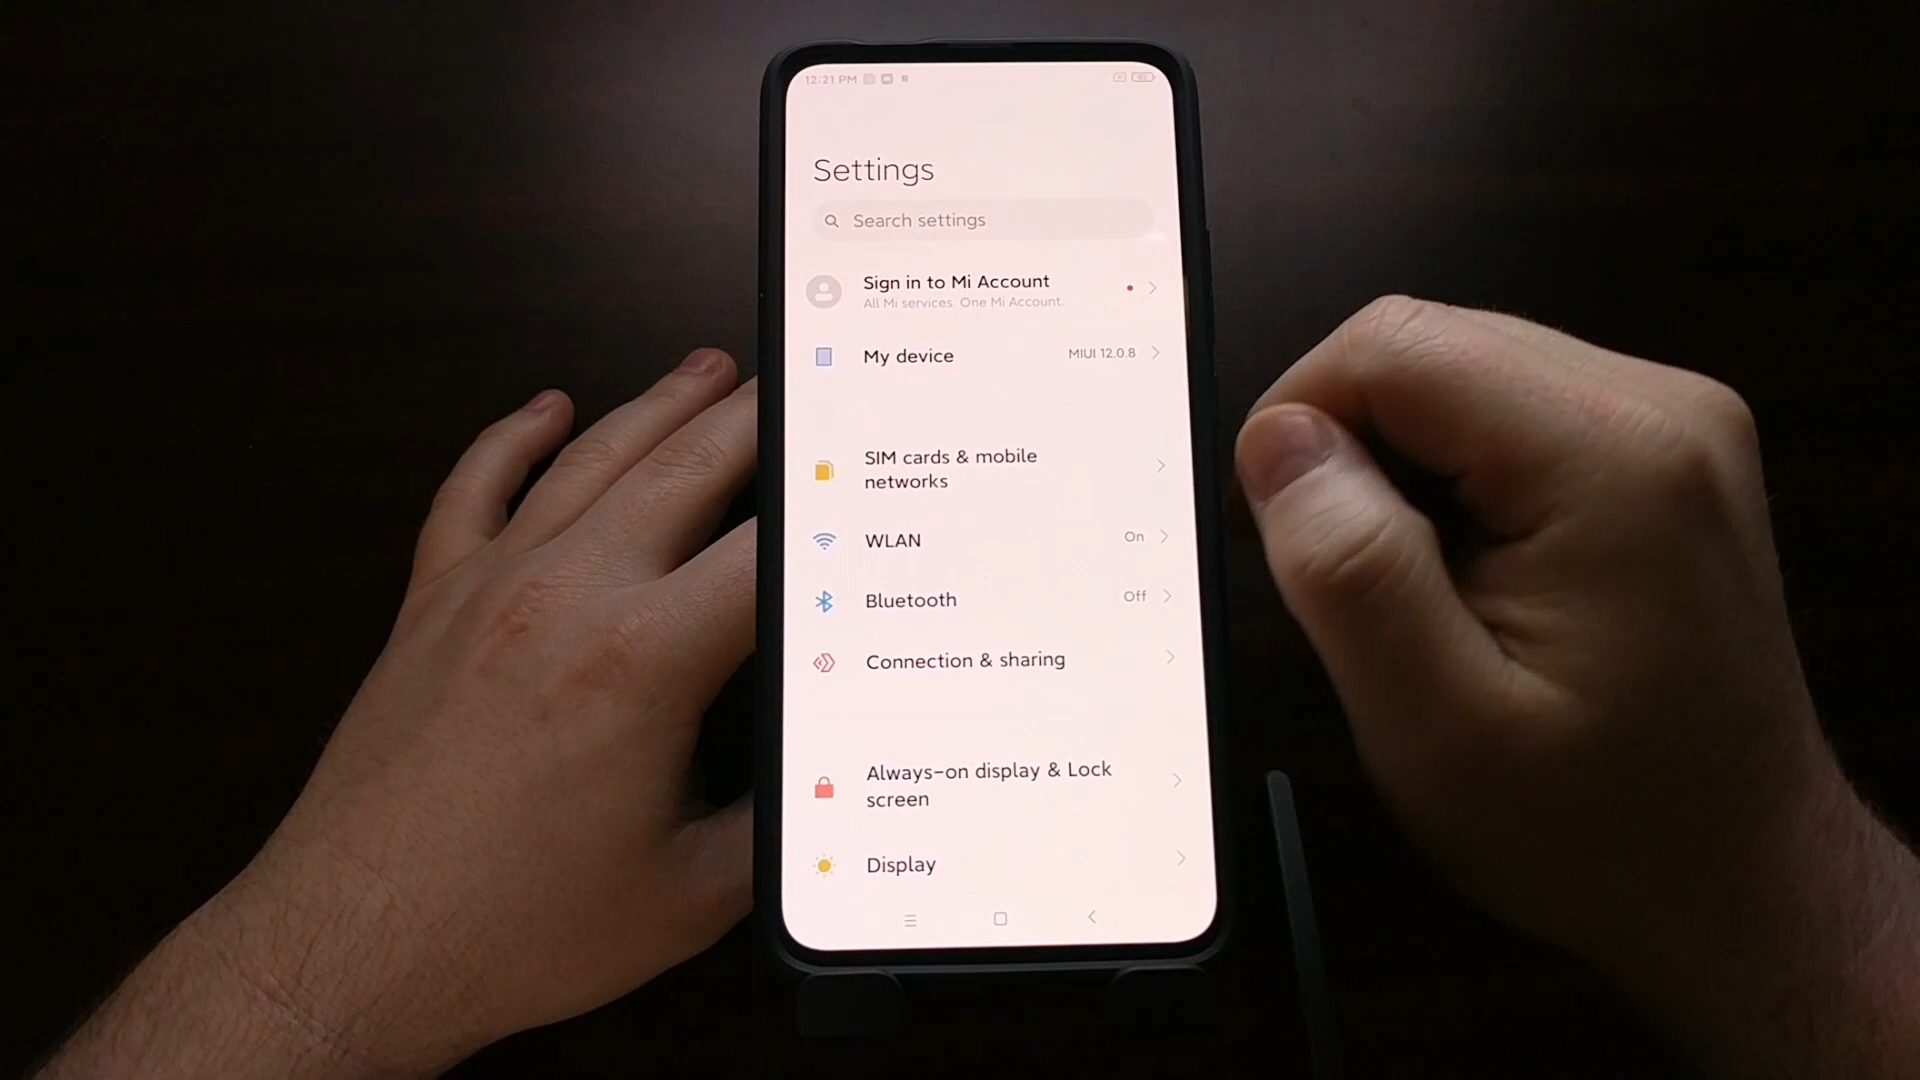 12:21 PM
Settings
Search settings
Sign in to Mi Account
All Mi services. One Mi Account.
My device
MIUI 12.0.8
SIM cards & mobile
networks
WLAN
On
Bluetooth
Off
Connection & sharing
Always-on display & Lock
screen
Display